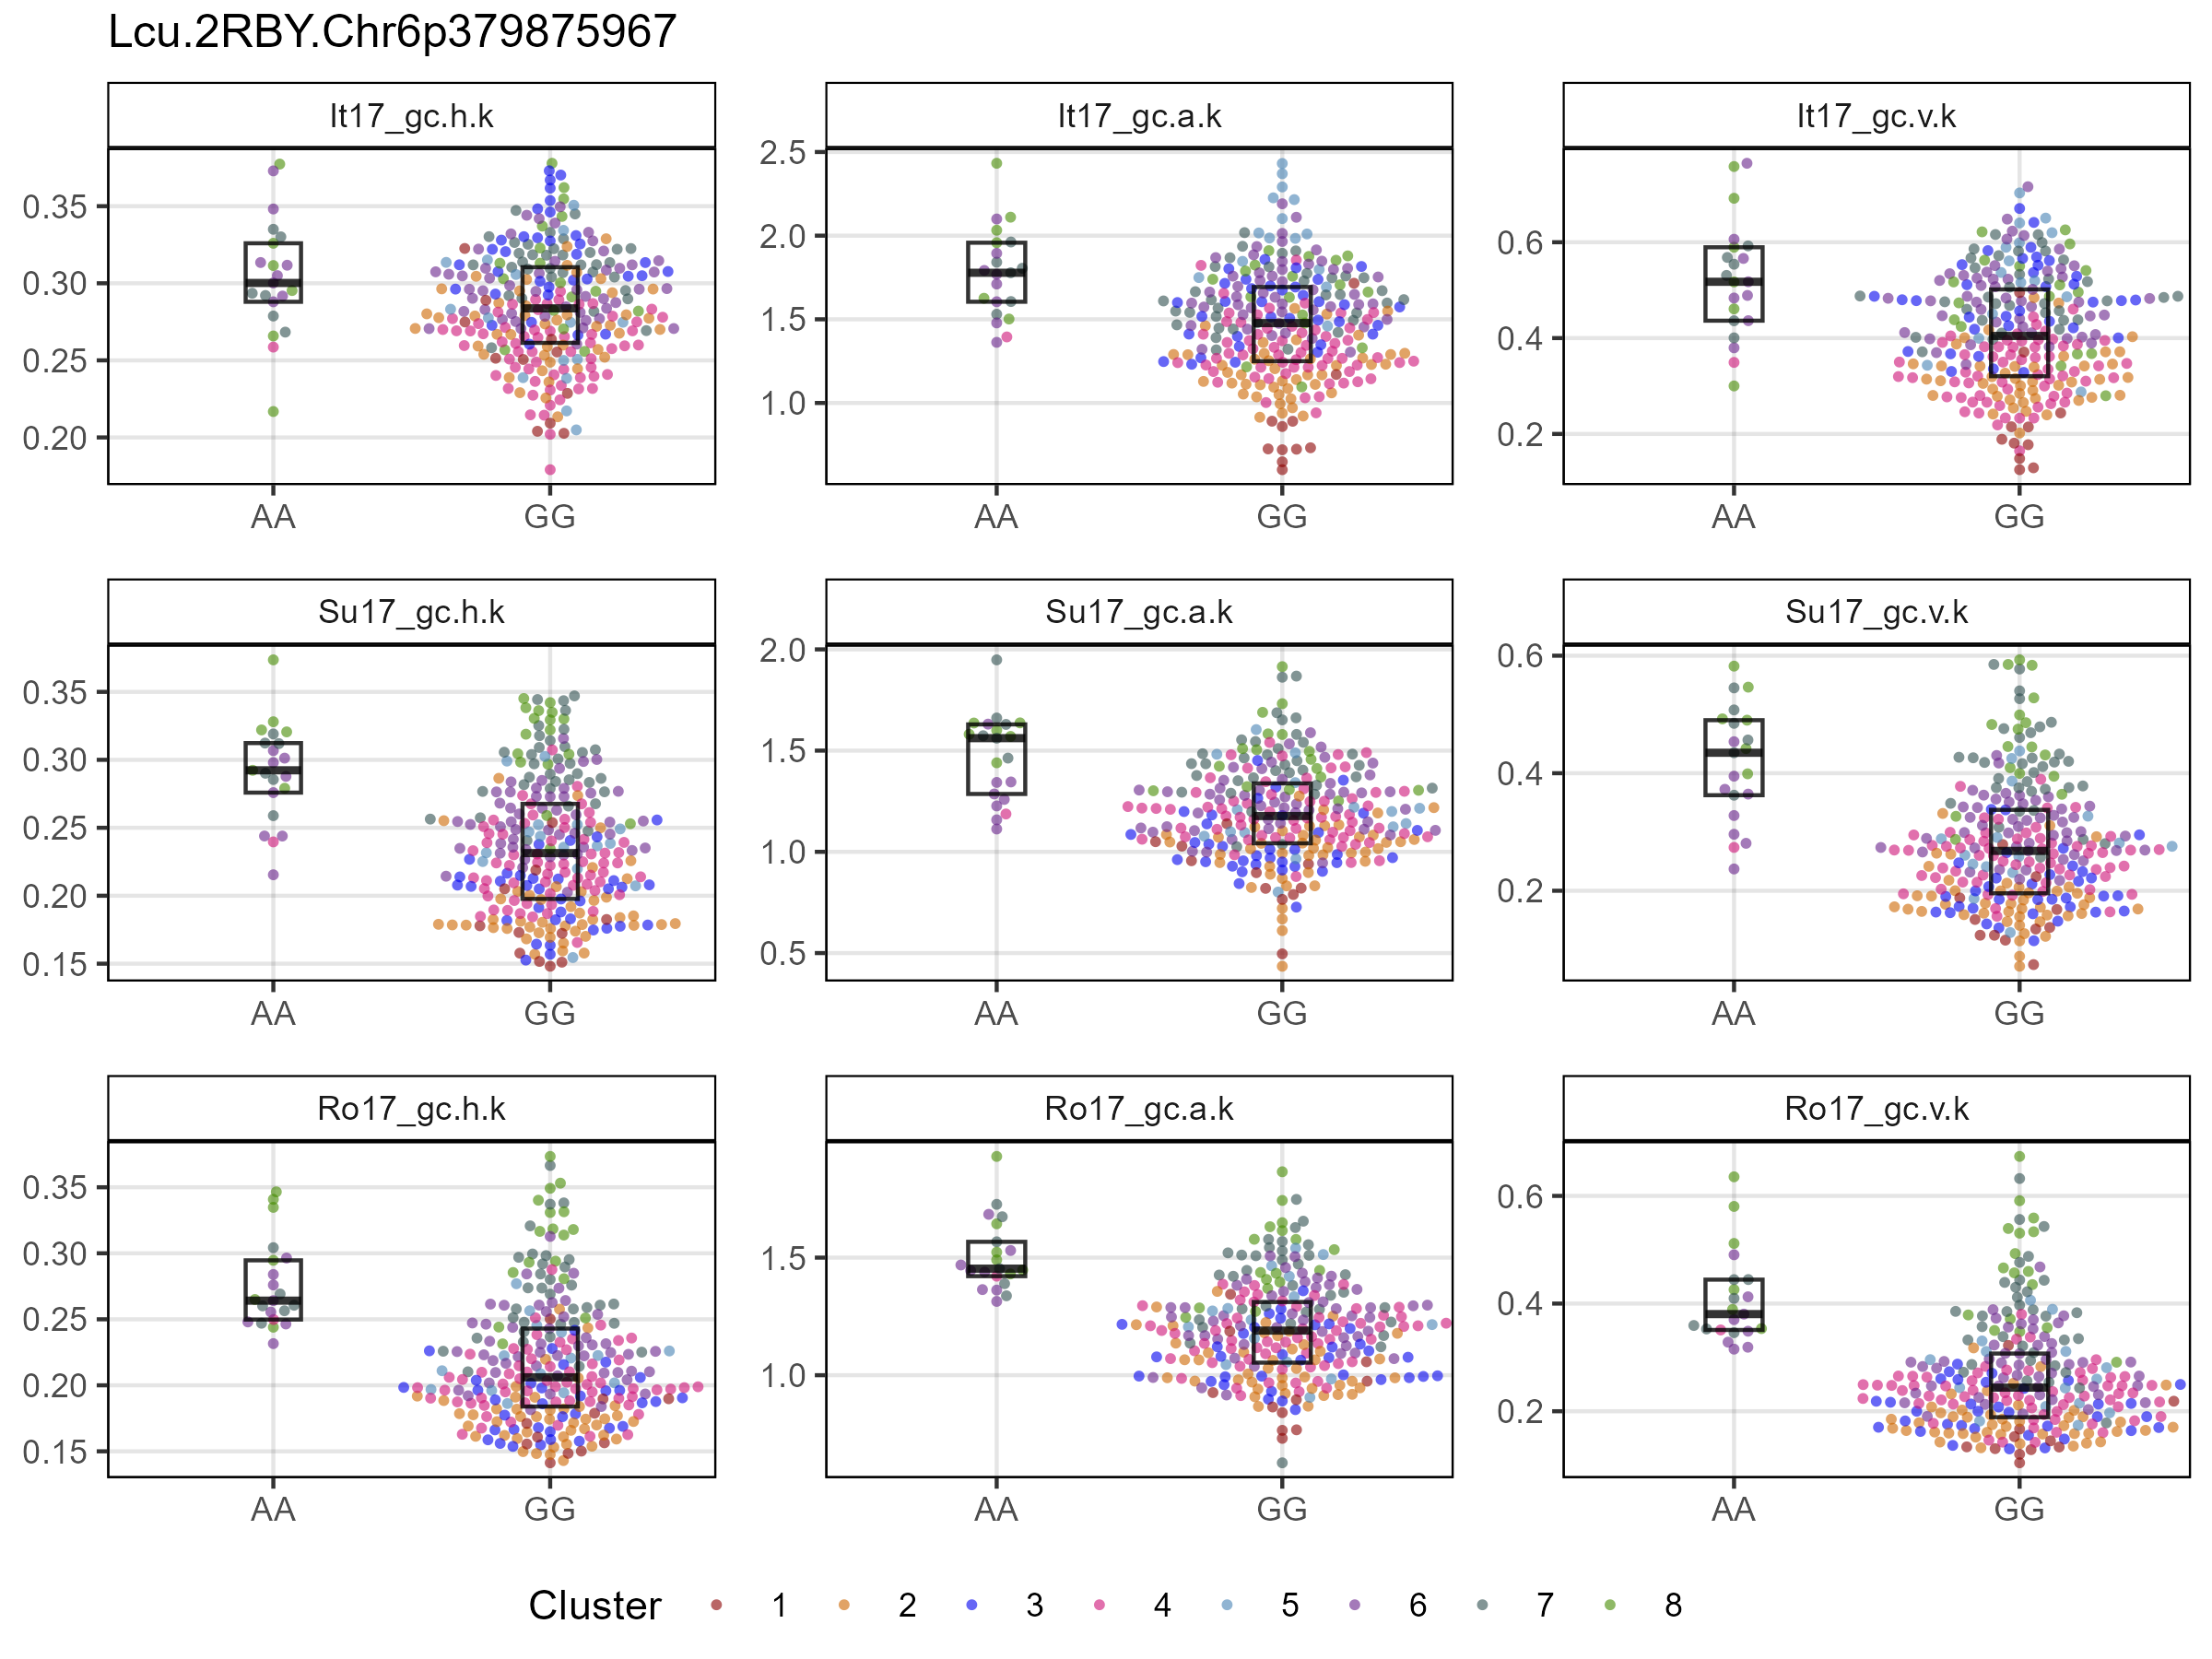 Lcu.2RBY.Chr6p379875967
It17_gc.h.k
It17_gc.a.k
It17_gc.v.k
0.35
0.30
0.25
0.20
2.5
2.0
1.5
1.0
0.6
0.4
0.2
AA GG
AA GG
AA GG
Su17_gc.h.k
Su17_gc.a.k
Su17_gc.v.k
0.35
0.30
0.25
0.20
0.15
2.0
1.5
1.0
0.5
0.6
0.4
0.2
AA GG
AA GG
AA GG
Ro17_gc.h.k
Ro17_gc.a.k
Ro17_gc.v.k
0.35
0.30
0.25
0.20
0.15
1.5
1.0
0.6
0.4
0.2
AA GG
AA GG
AA GG
Cluster 1 2 3 4 5 6 7 8